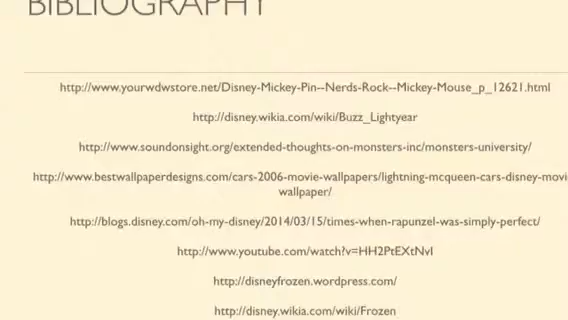 BIBLIOGRAPHY
http://www.yourwdwstore.net/Disney-Mickey-Pin--Nerds-Rock--Mickey-Mouse_p_12621.html
http://disney.wikia.com/wiki/Buzz_Lightyear
http://www.soundonsight.org/extended-thoughts-on-monsters-inc/monsters-university/
http://www.bestwallpaperdesigns.com/cars-2006-movie-wallpapers/lightning-mcqueen-cars-disney-movi
wallpaper/
http://blogs.disney.com/oh-my-disney/2014/03/15/times-when-rapunzel-was-simply-perfect/
http://www.youtube.com/watch?v=HH2PtEXtNvI
http://disneyfrozen.wordpress.com/
http://disney.wikia.com/wiki/Frozen